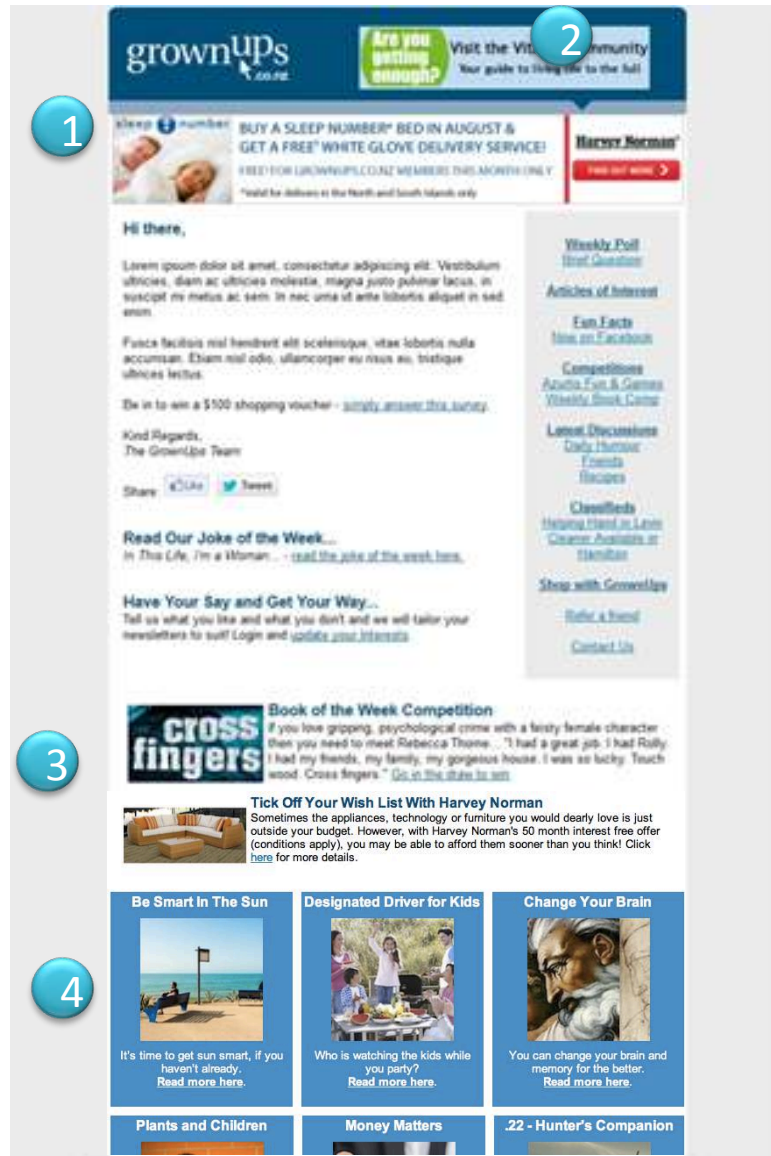 grownups
.co.nz
Are you
getting
enough?
Visit the Vit
mmunity
Your guide to living life to the full
2
1
sleep number
BUY A SLEEP NUMBER* BED IN AUGUST &
GET A FREE* WHITE GLOVE DELIVERY SERVICE!
FREE FOR GROWNUPS.CO.NZ MEMBERS THIS MONTH ONLY
*Valid for delivery in the North and South Islands only
Harvey Norman
FIND OUT MORE
Hi there,
Lorem ipsum dolor sit amet, consectetur adipiscing elit. Vestibulum
ultricies, diam ac ultricies molestie, magna justo pulvinar lacus, in
suscipit mi metus ac sem. In nec urna ut ante lobortis aliquet in sed
enim.
Fusce facilisis nisl hendrerit elit scelerisque, vitae lobortis nulla
accumsan. Etiam nisl odio, ullamcorper eu risus eu, tristique
ultrices lectus.
Be in to win a $100 shopping voucher - simply answer this survey.
Kind Regards,
The GrownUps Team
Share Like Tweet
Read Our Joke of the Week...
In This Life, I'm a Woman... - read the joke of the week here.
Have Your Say and Get Your Way...
Tell us what you like and what you don't and we will tailor your
newsletters to suit! Login and update your Interests
Weekly Poll
Brief Question
Articles of Interest
Fun Facts
Now on Facebook
Competitions
Fun & Games
Weekly Book Comp
Latest Discussions
Daily Humour
Friends
Recipes
Classifieds
Helping Hand in Levin
Cleaner Available in
Hamilton
Shop with GrownUps
Refer a friend
Contact Us
3
cross
fingers
Book of the Week Competition
If you love gripping, psychological crime with a feisty female character
then you need to meet Rebecca Thorne... "I had a great job. I had Rolly.
I had my friends, my family, my gorgeous house. I was so lucky. Touch
wood. Cross fingers." Go in the draw to win
Tick Off Your Wish List With Harvey Norman
Sometimes the appliances, technology or furniture you would dearly love is just
outside your budget. However, with Harvey Norman's 50 month interest free offer
(conditions apply), you may be able to afford them sooner than you think! Click
here for more details.
4
Be Smart In The Sun
It's time to get sun smart, if you
haven't already.
Read more here.
Designated Driver for Kids
Who is watching the kids while
you party?
Read more here.
Change Your Brain
You can change your brain and
memory for the better.
Read more here.
Plants and Children
Money Matters
.22 - Hunter's Companion